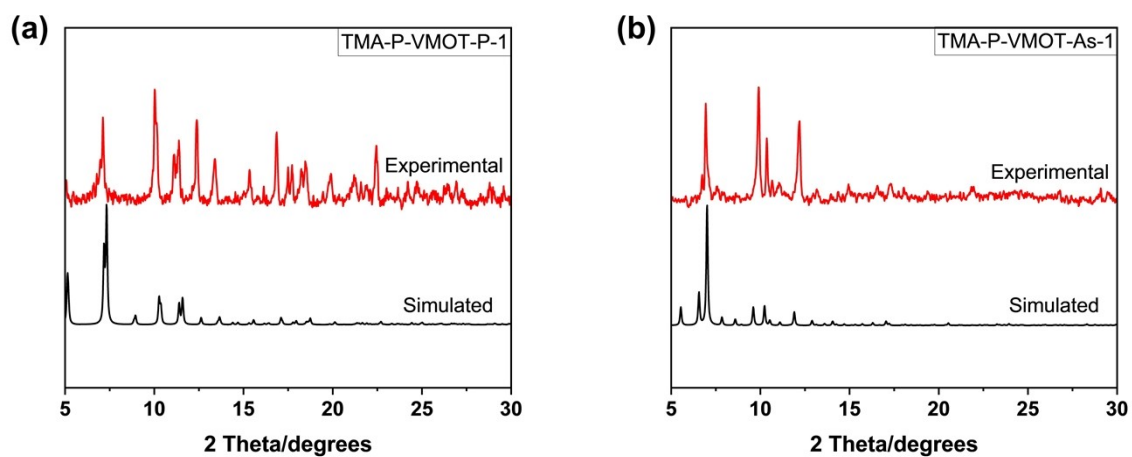 (a)
TMA-P-VMOT-P-1
Experimental
Simulated
5 10 15 20 25 30
2 Theta/degrees
(b)
TMA-P-VMOT-As-1
Experimental
Simulated
5 10 15 20 25 30
2 Theta/degrees